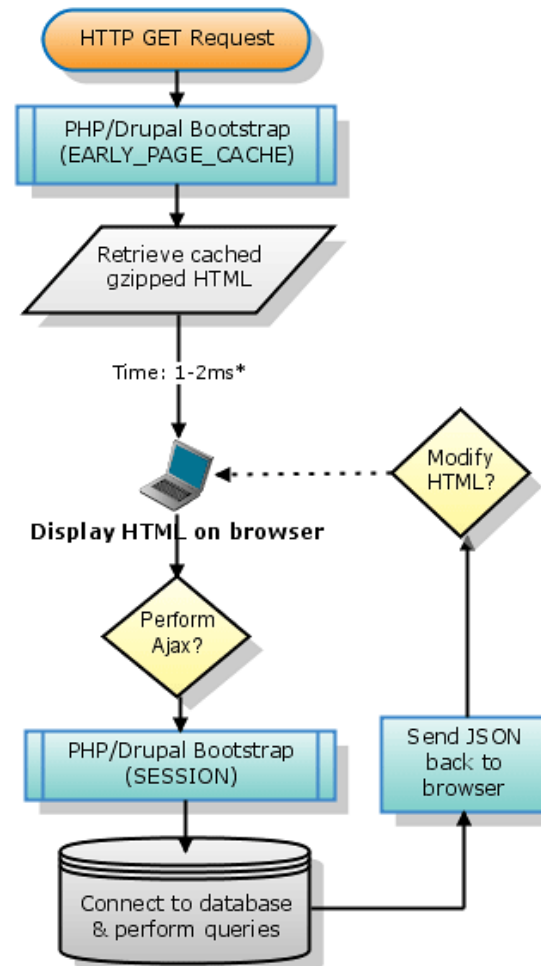 HTTP GET Request
PHP/Drupal Bootstrap
(EARLY_PAGE_CACHE)
Retrieve cached
gzipped HTML
Time: 1-2ms*
Display HTML on browser
Perform
Ajax?
PHP/Drupal Bootstrap
(SESSION)
Connect to database
& perform queries
Send JSON
back to
browser
Modify
HTML?